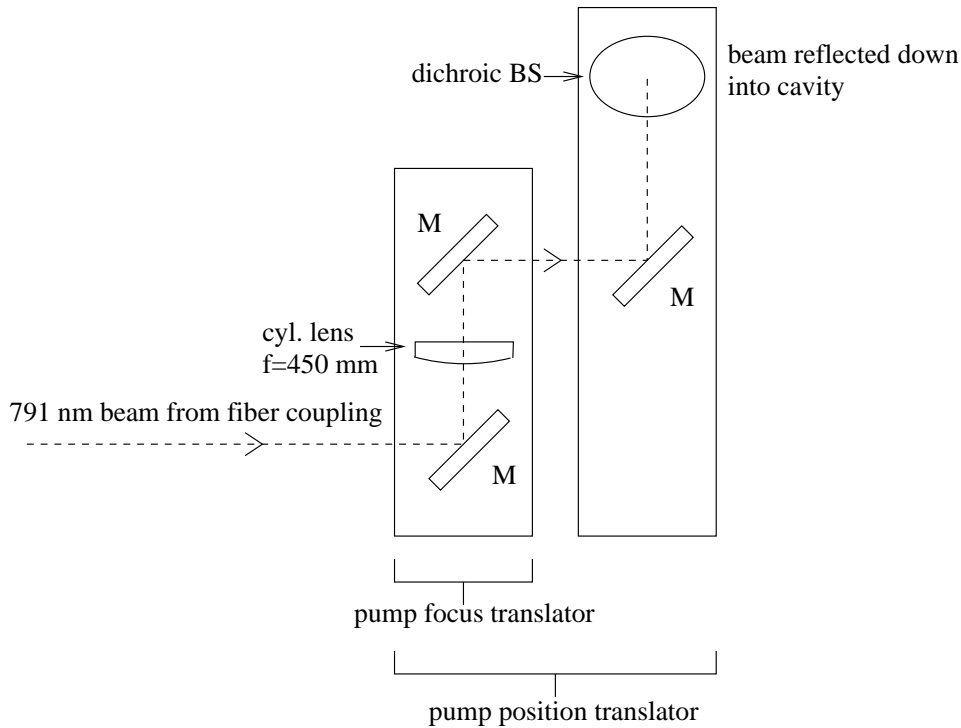 dichroic BS
beam reflected down
into cavity
M
M
cyl. lens
f=450 mm
791 nm beam from fiber coupling
M
pump focus translator
pump position translator